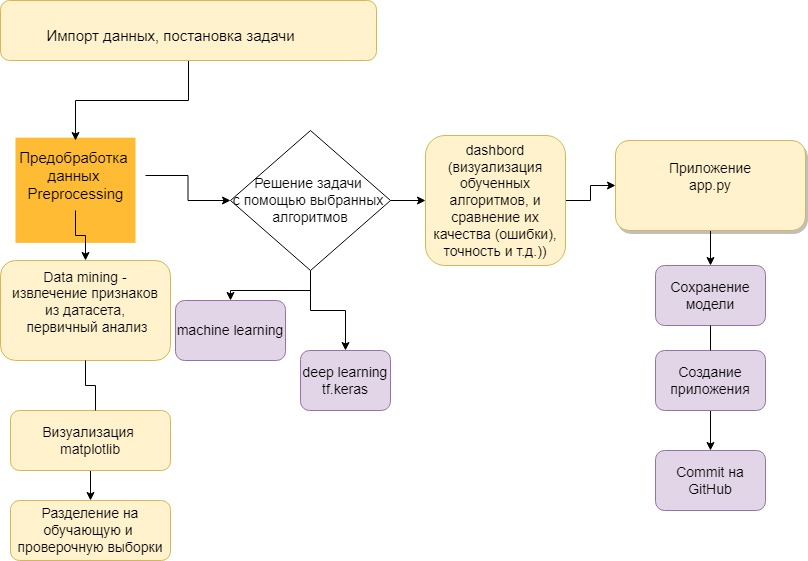 Импорт данных, постановка задачи
Предобработка
данных
Preprocessing
Data mining -
извлечение признаков
из датасета,
первичный анализ
Визуализация
matplotlib
Разделение на
обучающую и
проверочную выборки
Решение задачи
с помощью выбранных
алгоритмов
machine learning
deep learning
tf.keras
dashbord
(визуализация
обученных
алгоритмов, и
сравнение их
качества (ошибки),
точность и т.д.))
Приложение
app.py
Сохранение
модели
Создание
приложения
Commit на
GitHub